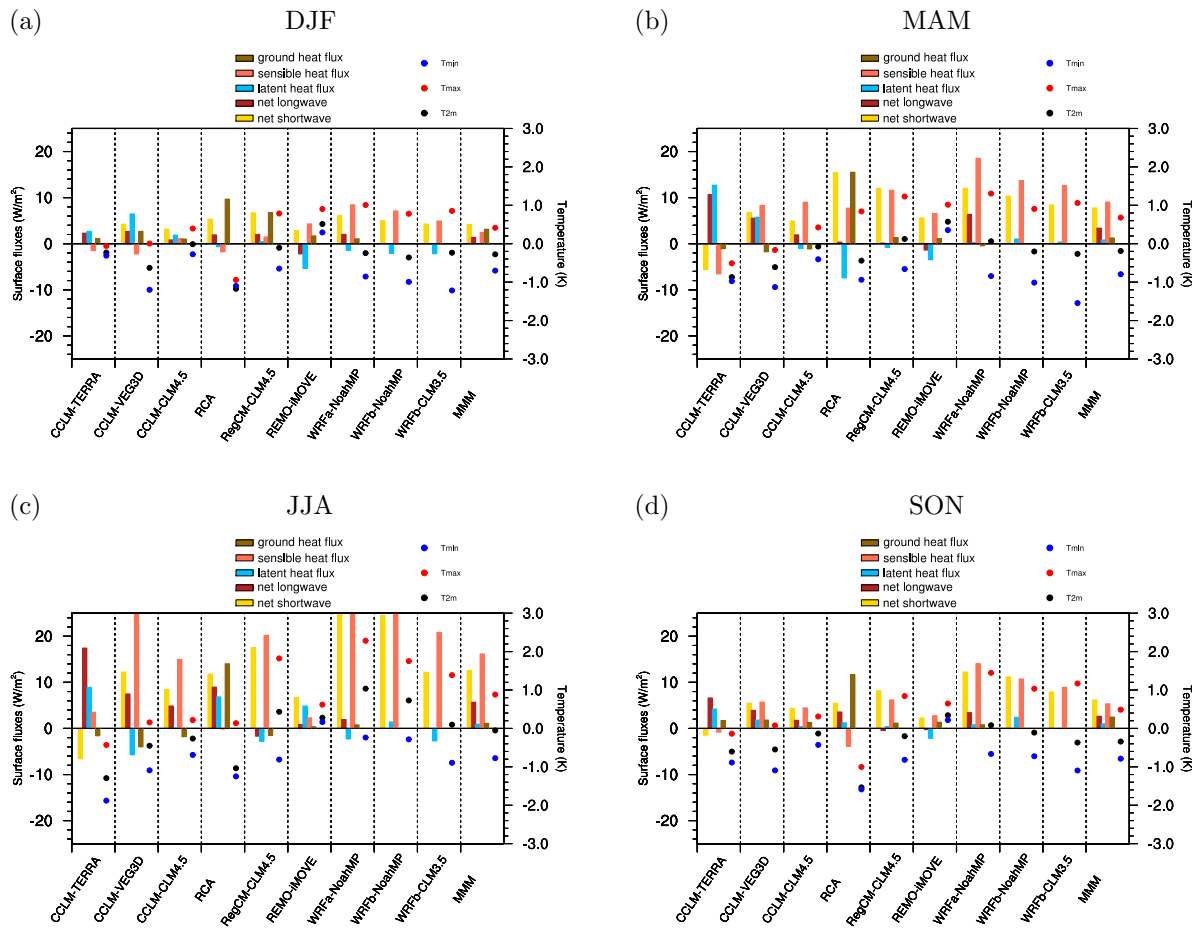 (a) DJF
ground heat flux
sensible heat flux
latent heat flux
net longwave
net shortwave
Tmin
Tmax
T2m
Surface fluxes (W/m²)
20
10
0
-10
-20
3.0
2.0
1.0
0.0
-1.0
-2.0
-3.0
Temperature (K)
CCLM-TERRA
CCLM-VEG3D
CCLM-CLM4.5
RCA
RegCM-CLM4.5
REMO-iMOVE
WRFa-NoahMP
WRFb-NoahMP
WRFb-CLM3.5
MMM
(b) MAM
ground heat flux
sensible heat flux
latent heat flux
net longwave
net shortwave
Tmin
Tmax
T2m
Surface fluxes (W/m²)
20
10
0
-10
-20
3.0
2.0
1.0
0.0
-1.0
-2.0
-3.0
Temperature (K)
CCLM-TERRA
CCLM-VEG3D
CCLM-CLM4.5
RCA
RegCM-CLM4.5
REMO-iMOVE
WRFa-NoahMP
WRFb-NoahMP
WRFb-CLM3.5
MMM
(c) JJA
ground heat flux
sensible heat flux
latent heat flux
net longwave
net shortwave
Tmin
Tmax
T2m
Surface fluxes (W/m²)
20
10
0
-10
-20
3.0
2.0
1.0
0.0
-1.0
-2.0
-3.0
Temperature (K)
CCLM-TERRA
CCLM-VEG3D
CCLM-CLM4.5
RCA
RegCM-CLM4.5
REMO-iMOVE
WRFa-NoahMP
WRFb-NoahMP
WRFb-CLM3.5
MMM
(d) SON
ground heat flux
sensible heat flux
latent heat flux
net longwave
net shortwave
Tmin
Tmax
T2m
Surface fluxes (W/m²)
20
10
0
-10
-20
3.0
2.0
1.0
0.0
-1.0
-2.0
-3.0
Temperature (K)
CCLM-TERRA
CCLM-VEG3D
CCLM-CLM4.5
RCA
RegCM-CLM4.5
REMO-iMOVE
WRFa-NoahMP
WRFb-NoahMP
WRFb-CLM3.5
MMM